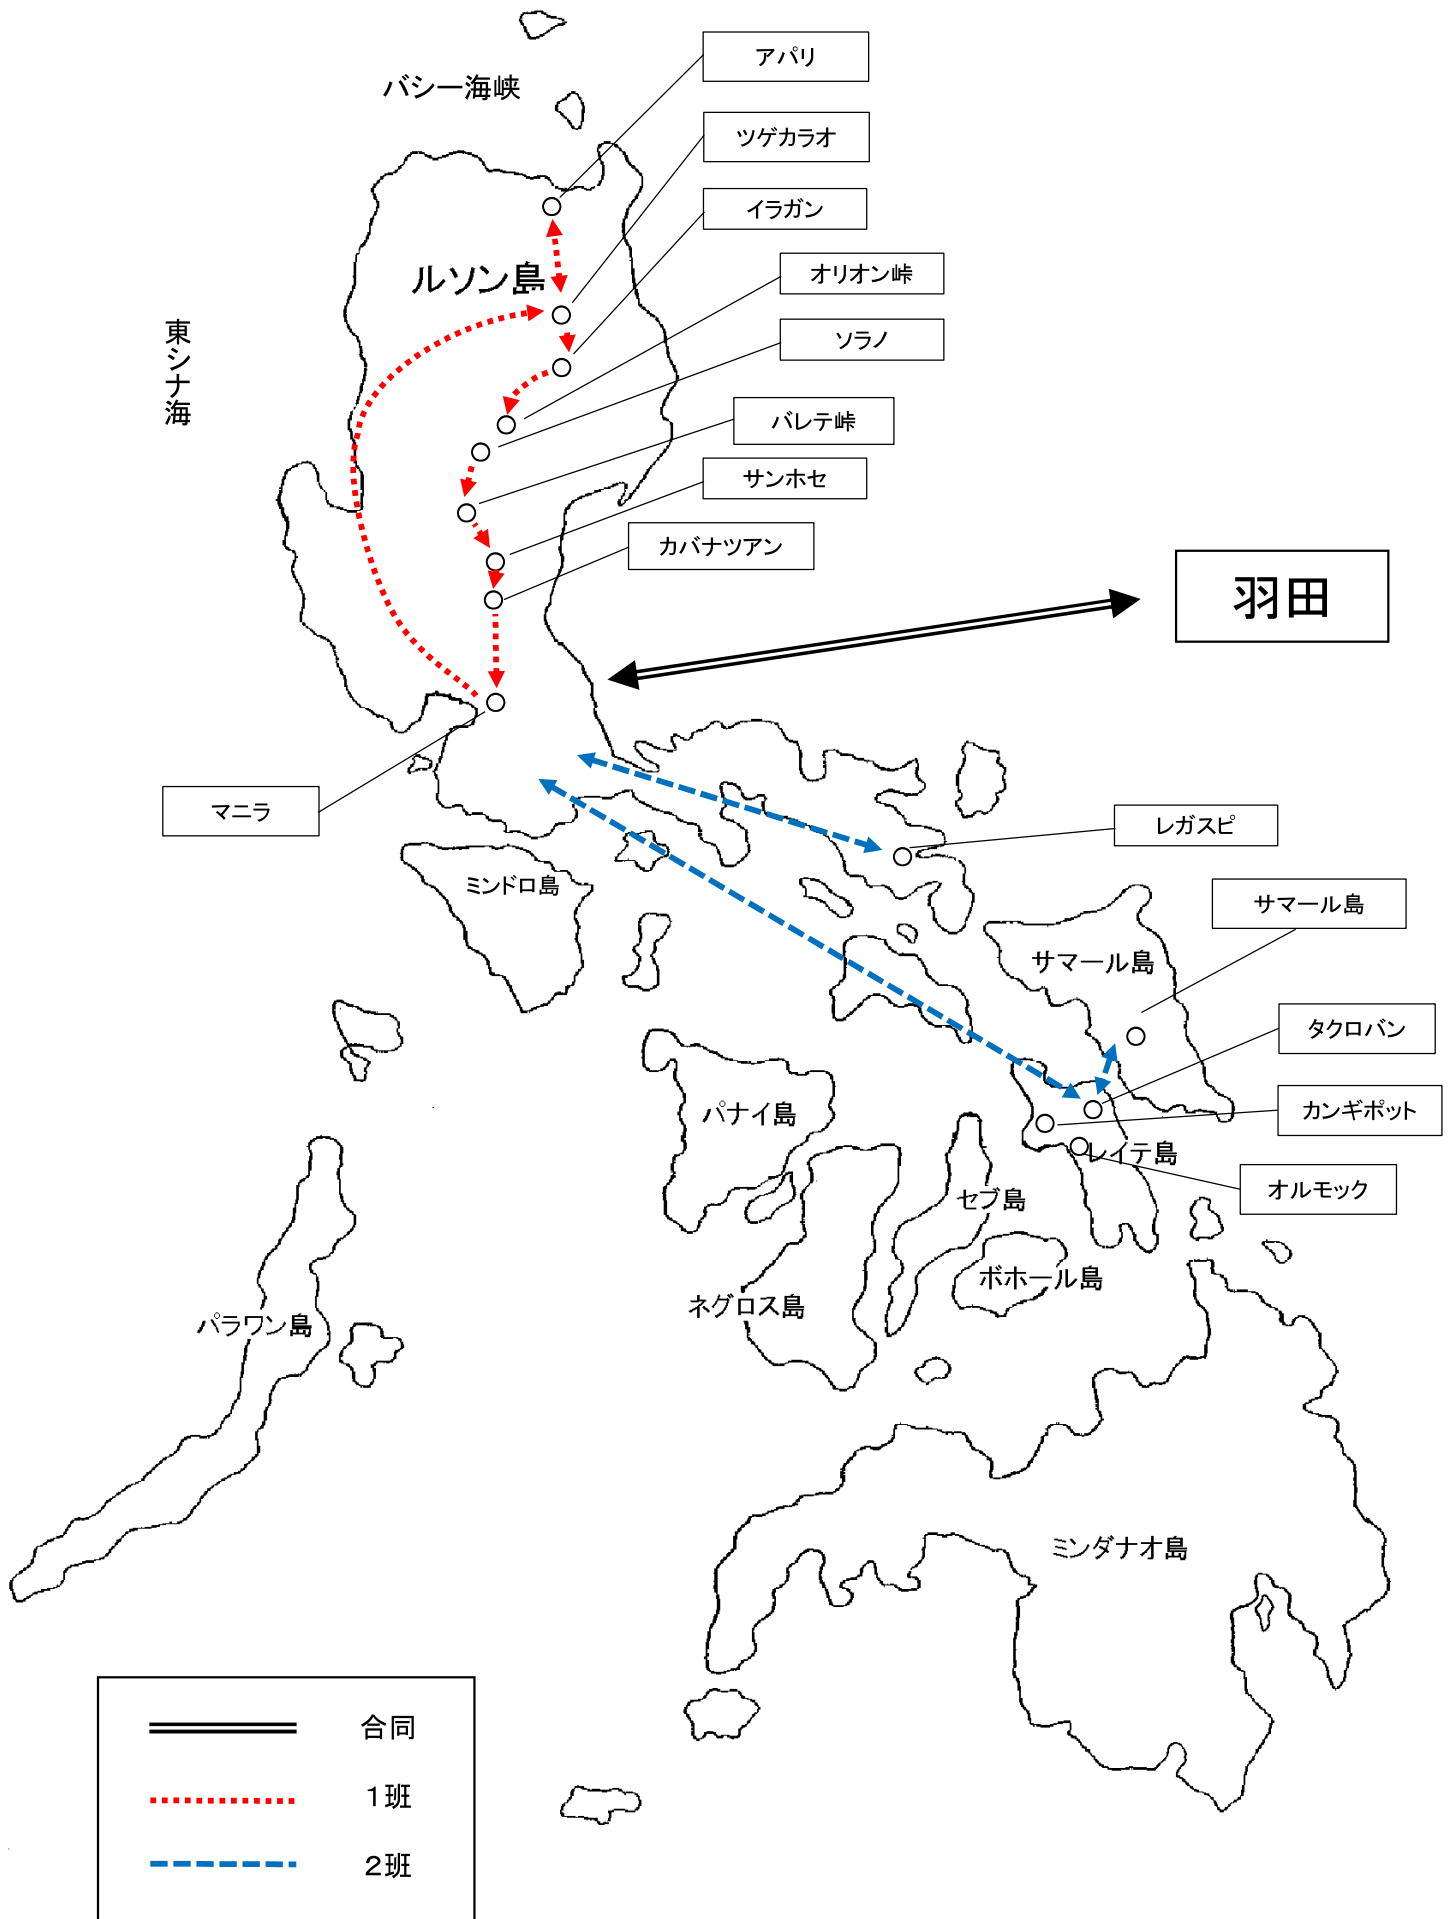 アパリ
バシー海峡
ツゲカラオ
イラガン
オリオン峠
ルソン島
東シナ海
ソラノ
バレテ峠
サンホセ
カバナツアン
羽田
マニラ
レガスピ
ミンドロ島
サマール島
サマール島
タクロバン
カンギポット
パナイ島
レイテ島
オルモック
セブ島
ボホール島
ネグロス島
パラワン島
ミンダナオ島
合同
1班
2班